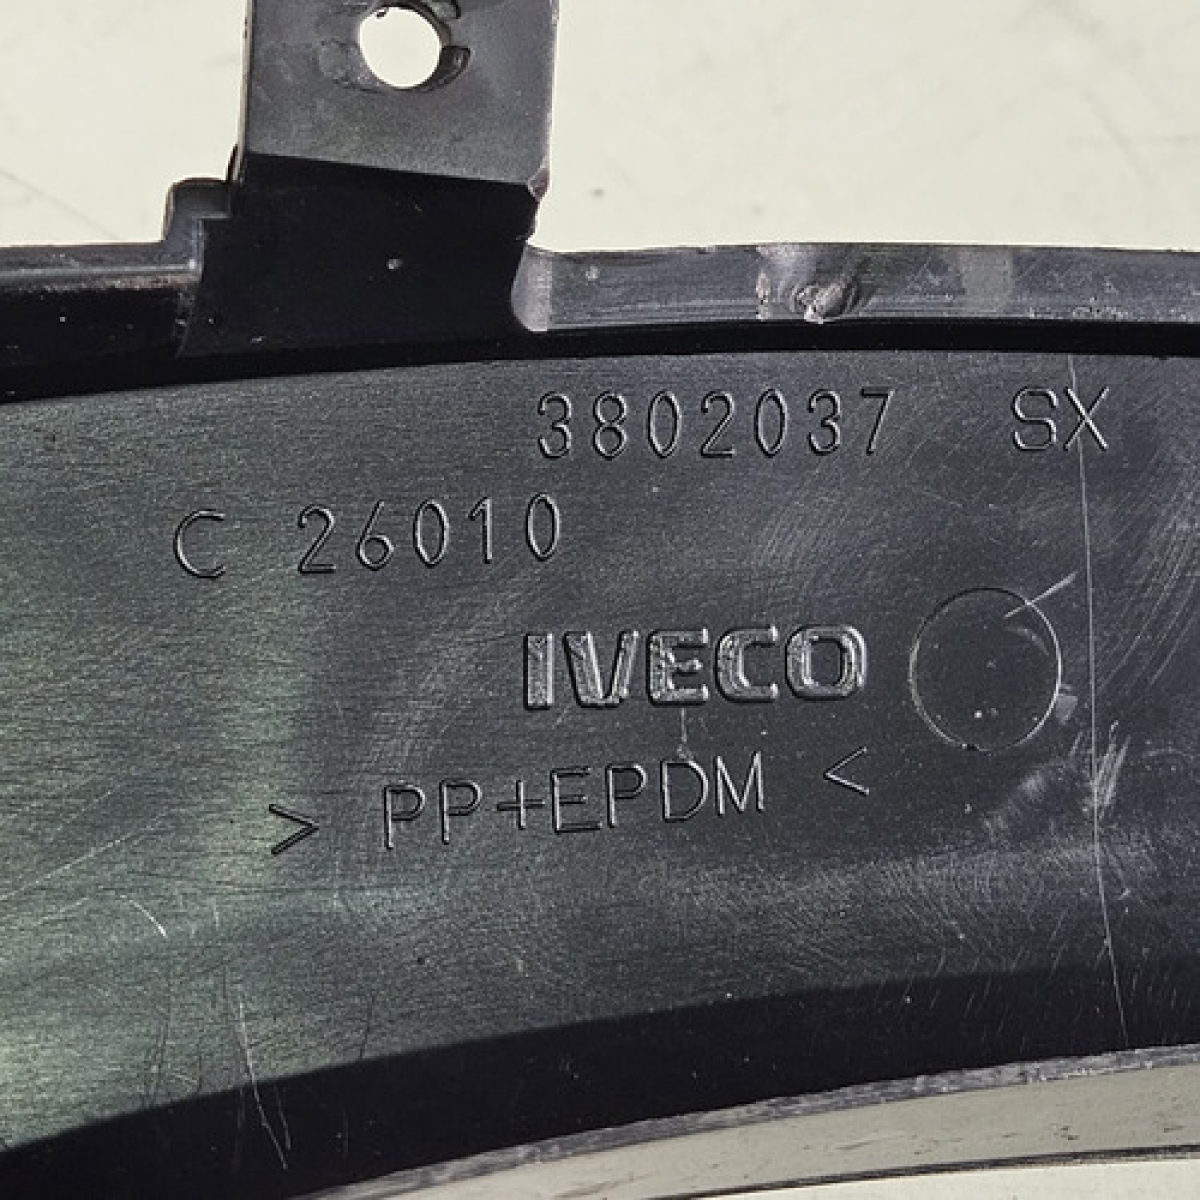 3802037 SX
C 26010
IVECO
> PP+EPDM <